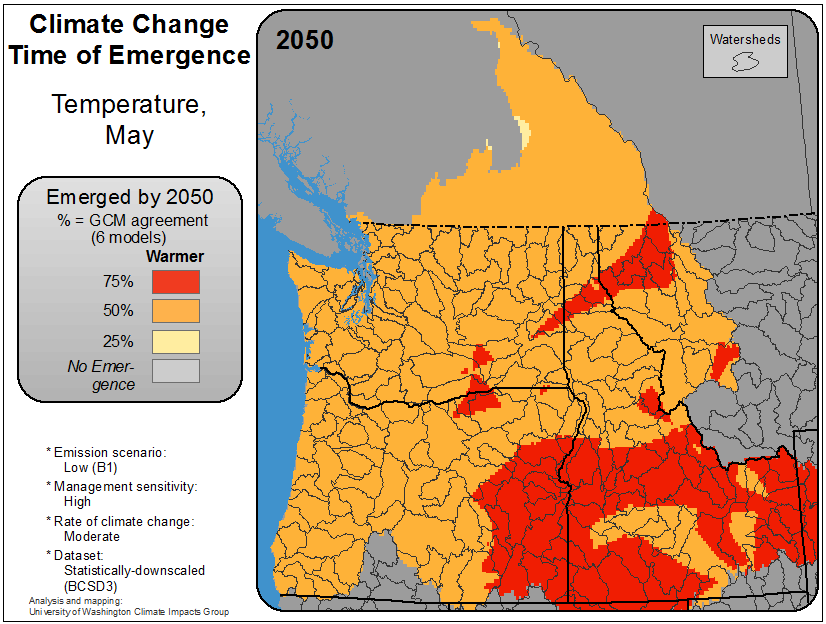 Climate Change
Time of Emergence
Temperature,
May
Emerged by 2050
% = GCM agreement
(6 models)
Warmer
75%
50%
25%
No Emer-
gence
* Emission scenario:
Low (B1)
* Management sensitivity:
High
* Rate of climate change:
Moderate
* Dataset:
Statistically-downscaled
(BCSD3)
Analysis and mapping:
University of Washington Climate Impacts Group
2050
Watersheds